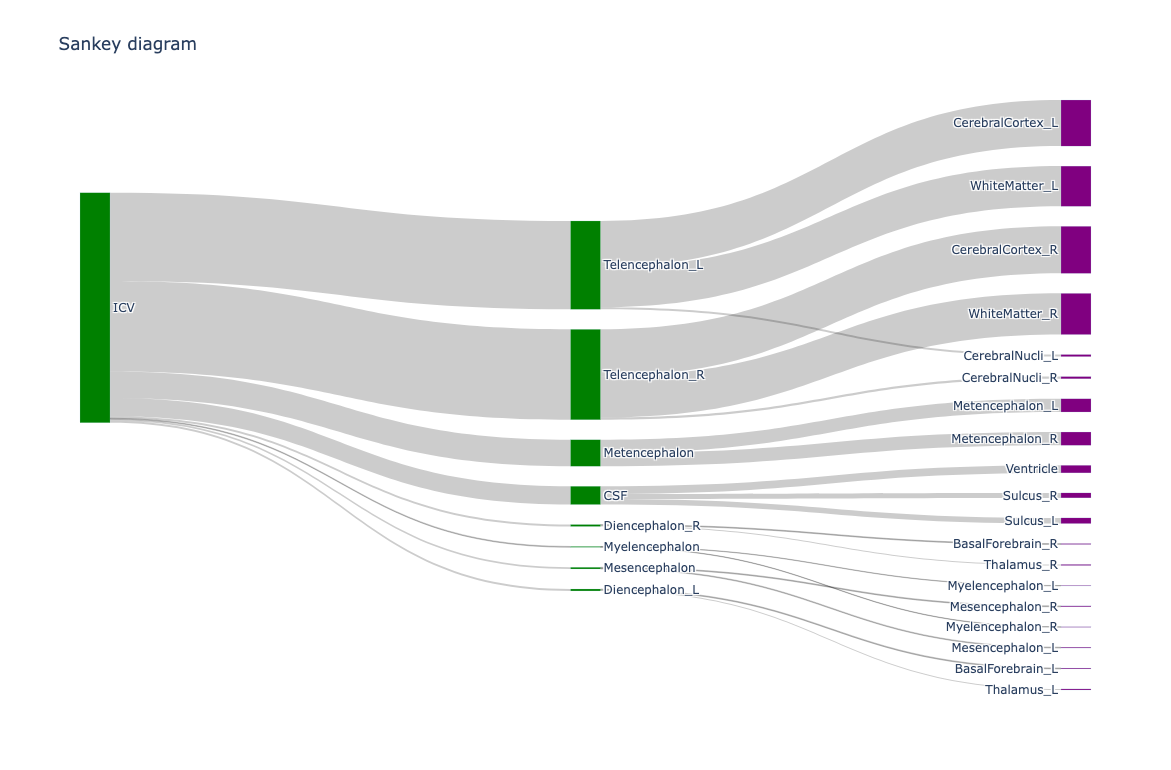 Sankey diagram
ICV
Telencephalon_L
Telencephalon_R
Metencephalon
CSF
Diencephalon_R
Myelencephalon
Mesencephalon
Diencephalon_L
CerebralCortex_L
WhiteMatter_L
CerebralCortex_R
WhiteMatter_R
CerebralNucli_L
CerebralNucli_R
Metencephalon_L
Metencephalon_R
Ventricle
Sulcus_R
Sulcus_L
BasalForebrain_R
Thalamus_R
Myelencephalon_L
Mesencephalon_R
Myelencephalon_R
Mesencephalon_L
BasalForebrain_L
Thalamus_L